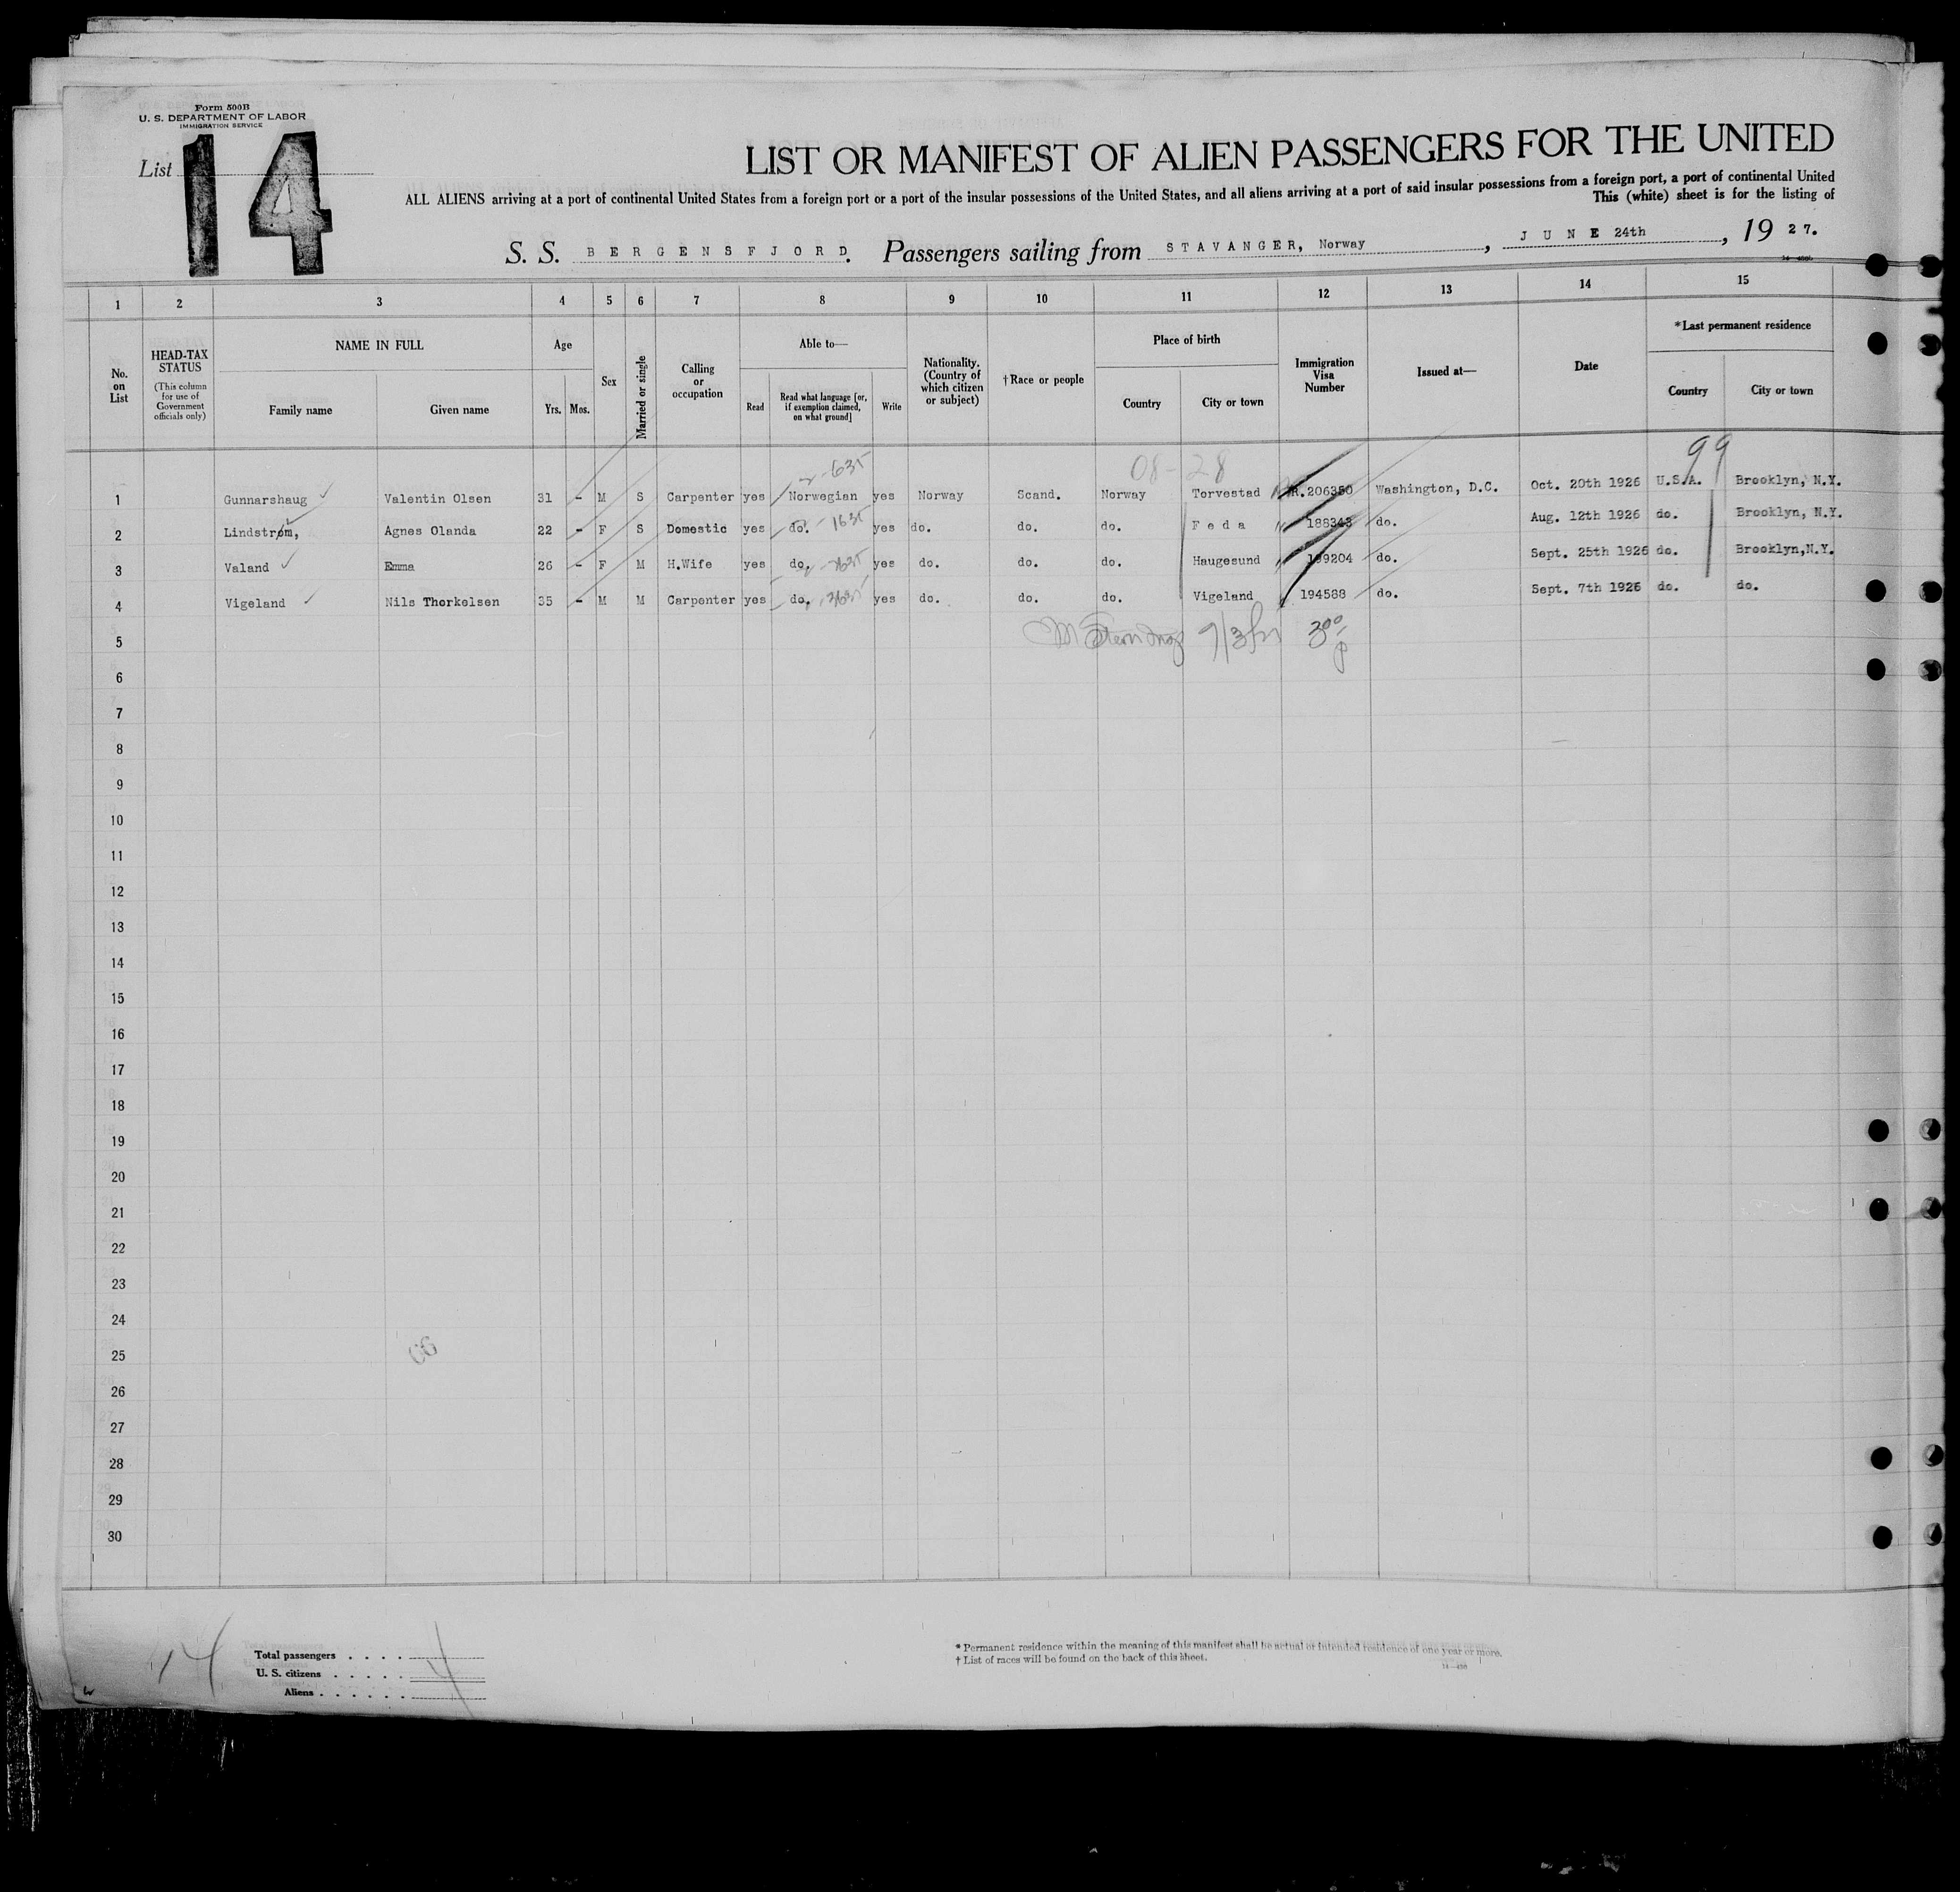 Form 500B
U. S. DEPARTMENT OF LABOR
IMMIGRATION SERVICE
List 14
LIST OR MANIFEST OF ALIEN PASSENGERS FOR THE UNITED
ALL ALIENS arriving at a port of continental United States from a foreign port or a port of the insular possessions of the United States, and all aliens arriving at a port of said insular possessions from a foreign port, a port of continental United
This (white) sheet is for the listing of
S. S. BERGENSFJORD. Passengers sailing from STAVANGER, Norway, JUNE 24th, 1927.
1 2 3 4 5 6 7 8 9 10 11 12 13 14 15
No. on List
HEAD-TAX STATUS
(This column for use of Government officials only)
NAME IN FULL
Family name Given name
Age
Yrs. Mos.
Sex
Married or single
Calling or occupation
Able to—
Read
Read what language [or, if exemption claimed, on what ground]
Write
Nationality. (Country of which citizen or subject)
†Race or people
Place of birth
Country City or town
Immigration Visa Number
Issued at—
Date
*Last permanent residence
Country City or town
08-28 99
1 Gunnarshaug Valentin Olsen 31 - M S Carpenter yes Norwegian yes Norway Scand. Norway Torvestad R.206350 Washington, D.C. Oct. 20th 1926 U.S.A. Brooklyn, N.Y.
2 Lindstrøm, Agnes Olanda 22 - F S Domestic yes do. yes do. do. do. Feda 188343 do. Aug. 12th 1926 do. Brooklyn, N.Y.
3 Valand Emma 26 - F M H.Wife yes do. yes do. do. do. Haugesund 199204 do. Sept. 25th 1926 do. Brooklyn,N.Y.
4 Vigeland Nils Thorkelsen 35 - M M Carpenter yes do. yes do. do. do. Vigeland 194588 do. Sept. 7th 1926 do. do.
5
6
7
8
9
10
11
12
13
14
15
16
17
18
19
20
21
22
23
24
25
26
27
28
29
30
14
Total passengers . . . .
U. S. citizens . . . . .
Aliens . . . . . .
4
* Permanent residence within the meaning of this manifest shall be actual or intended residence of one year or more.
† List of races will be found on the back of this sheet.